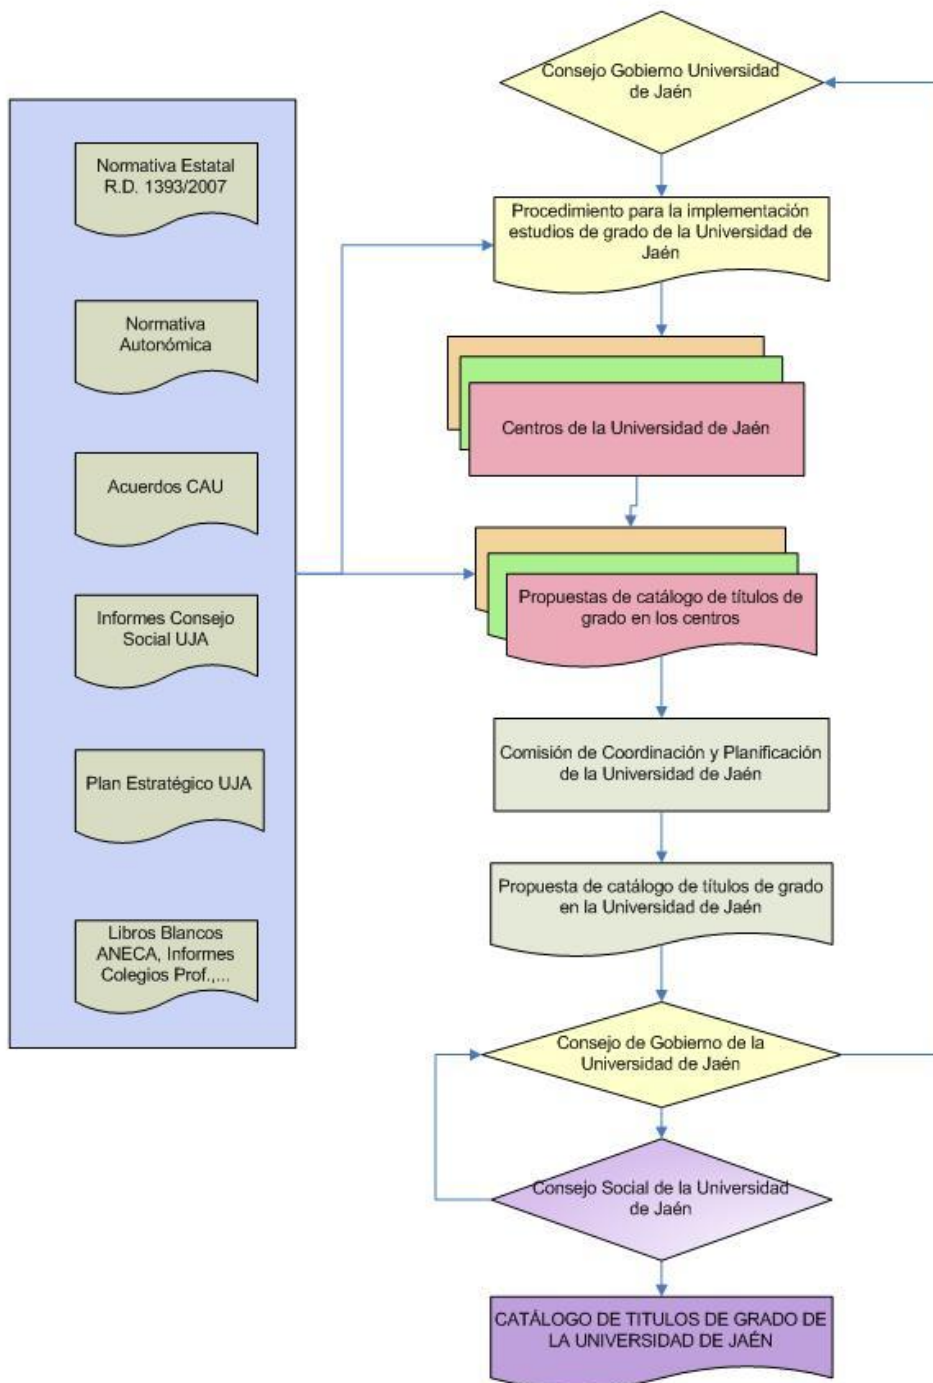 Consejo Gobierno Universidad
de Jaén
Normativa Estatal
R.D. 1393/2007
Procedimiento para la implementación
estudios de grado de la Universidad de
Jaén
Normativa
Autonómica
Centros de la Universidad de Jaén
Acuerdos CAU
Propuestas de catálogo de títulos de
grado en los centros
Informes Consejo
Social UJA
Comisión de Coordinación y Planificación
de la Universidad de Jaén
Plan Estratégico UJA
Propuesta de catálogo de títulos de grado
en la Universidad de Jaén
Libros Blancos
ANECA, Informes
Colegios Prof.,...
Consejo de Gobierno de la
Universidad de Jaén
Consejo Social de la Universidad
de Jaén
CATÁLOGO DE TITULOS DE GRADO DE
LA UNIVERSIDAD DE JAÉN